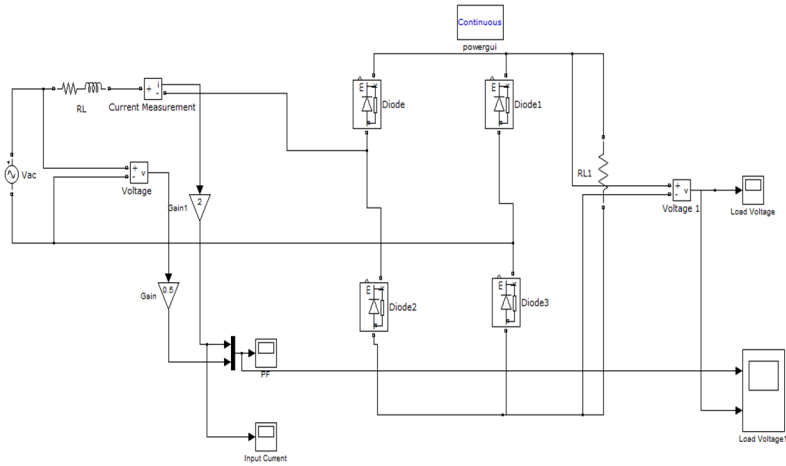 Continuous
powergui
E
Diode
E
Diode1
+
-
i
RL
Current Measurement
+
Vac
+
-
v
Voltage
RL1
+
-
v
Voltage 1
Load Voltage
Gain1
2
Gain
0.5
E
Diode2
E
Diode3
PF
Load Voltage1
Input Current